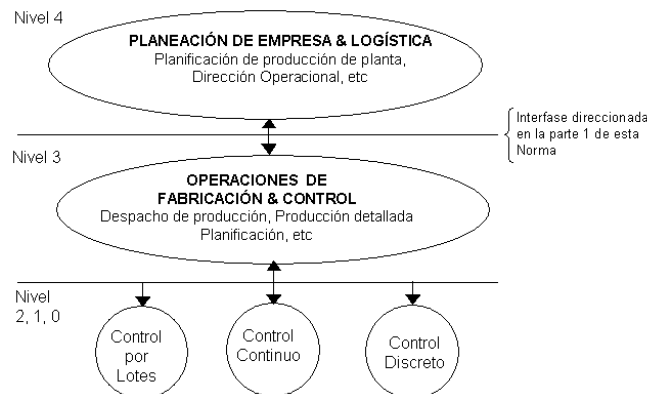 Nivel 4
PLANEACIÓN DE EMPRESA & LOGÍSTICA
Planificación de producción de planta,
Dirección Operacional, etc
Interfase direccionada
en la parte 1 de esta
Norma
Nivel 3
OPERACIONES DE
FABRICACIÓN & CONTROL
Despacho de producción, Producción detallada
Planificación, etc
Nivel
2, 1, 0
Control
por
Lotes
Control
Continuo
Control
Discreto